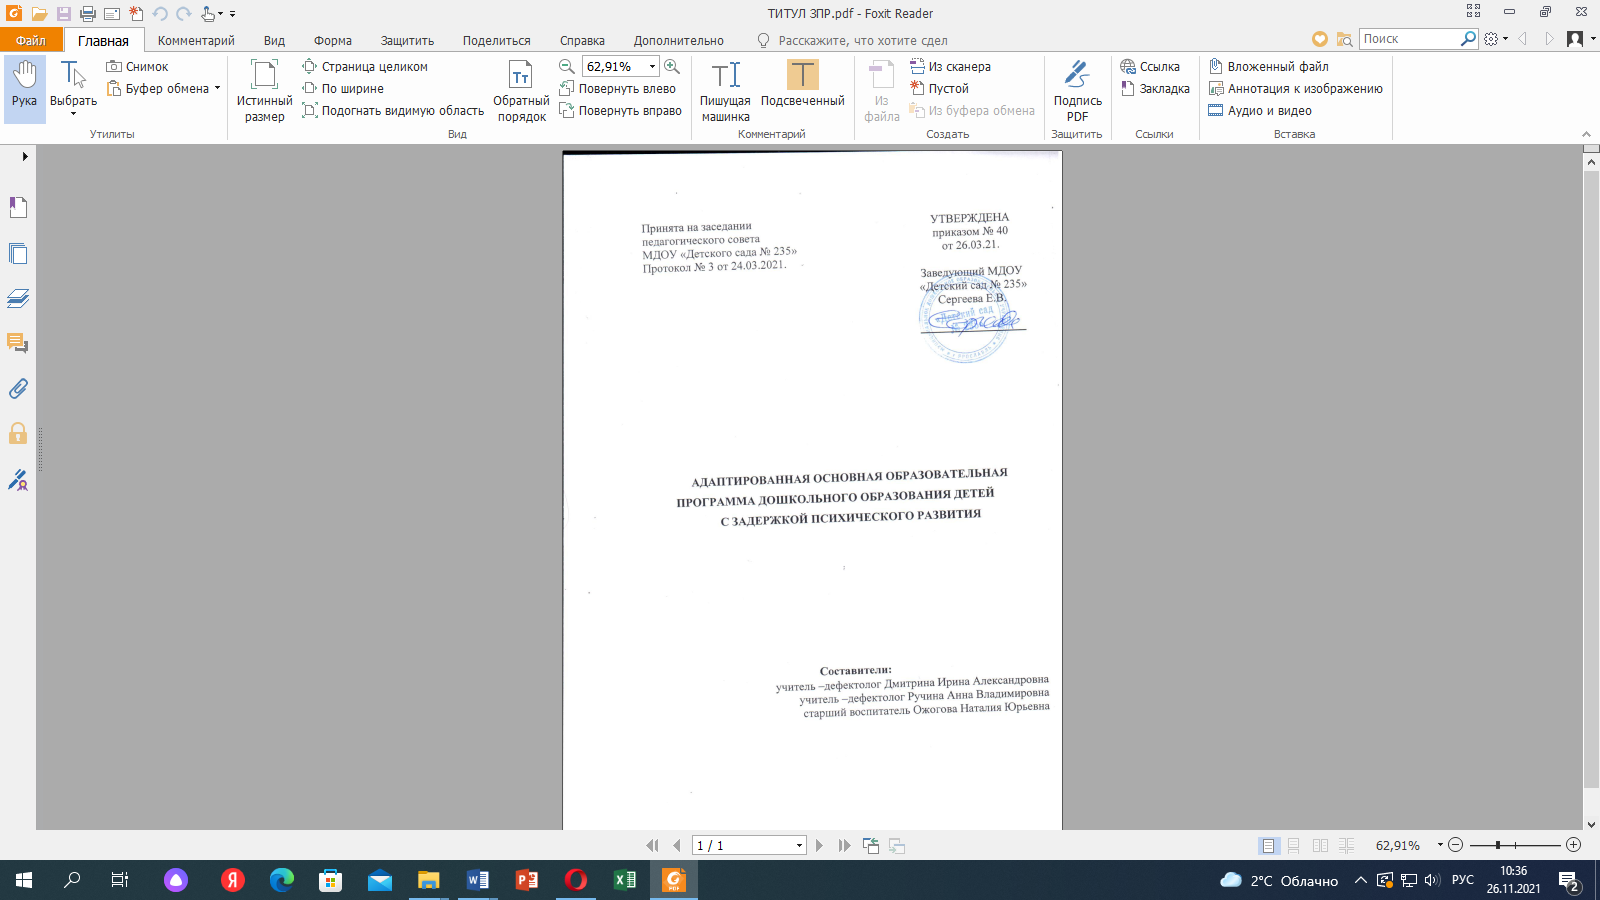 ТИТУЛ ЗПР.pdf - Foxit Reader
Файл Главная Комментарий Вид Форма Защитить Поделиться Справка Дополнительно Расскажите, что хотите сдел Поиск
Рука
Выбрать
Снимок
Буфер обмена
Утилиты
Истинный размер
Страница целиком
По ширине
Подогнать видимую область
Обратный порядок
62,91%
Повернуть влево
Повернуть вправо
Вид
Пишущая машинка
Подсвеченный
Комментарий
Из файла
Из сканера
Пустой
Из буфера обмена
Создать
Подпись PDF
Защитить
Ссылка
Закладка
Ссылки
Вложенный файл
Аннотация к изображению
Аудио и видео
Вставка
Принята на заседании
педагогического совета
МДОУ «Детского сада № 235»
Протокол № 3 от 24.03.2021.
УТВЕРЖДЕНА
приказом № 40
от 26.03.21.
Заведующий МДОУ
«Детский сад № 235»
Сергеева Е.В.
«Детский сад
АДАПТИРОВАННАЯ ОСНОВНАЯ ОБРАЗОВАТЕЛЬНАЯ
ПРОГРАММА ДОШКОЛЬНОГО ОБРАЗОВАНИЯ ДЕТЕЙ
С ЗАДЕРЖКОЙ ПСИХИЧЕСКОГО РАЗВИТИЯ
Составители:
учитель –дефектолог Дмитрина Ирина Александровна
учитель –дефектолог Ручина Анна Владимировна
старший воспитатель Ожогова Наталия Юрьевна
1 / 1
62,91%
2°C Облачно
РУС
10:36
26.11.2021
2